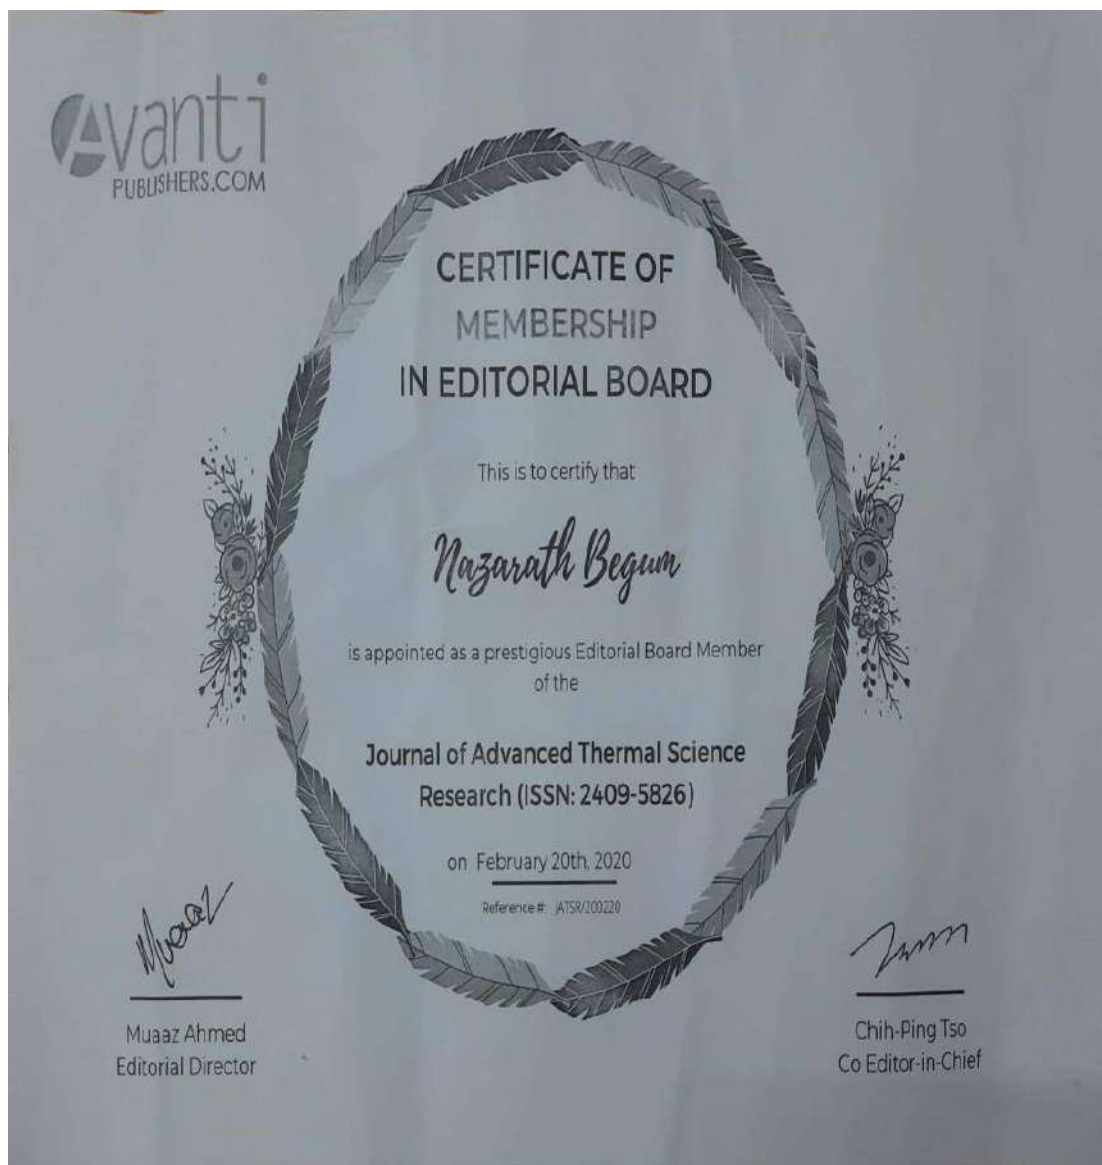 Avanti
PUBLISHERS.COM
CERTIFICATE OF
MEMBERSHIP
IN EDITORIAL BOARD
This is to certify that
Nazarath Begum
is appointed as a prestigious Editorial Board Member
of the
Journal of Advanced Thermal Science
Research (ISSN: 2409-5826)
on February 20th, 2020
Reference #: JATSR/200220
Muaaz
Muaaz Ahmed
Editorial Director
Chih-Ping Tso
Co Editor-in-Chief